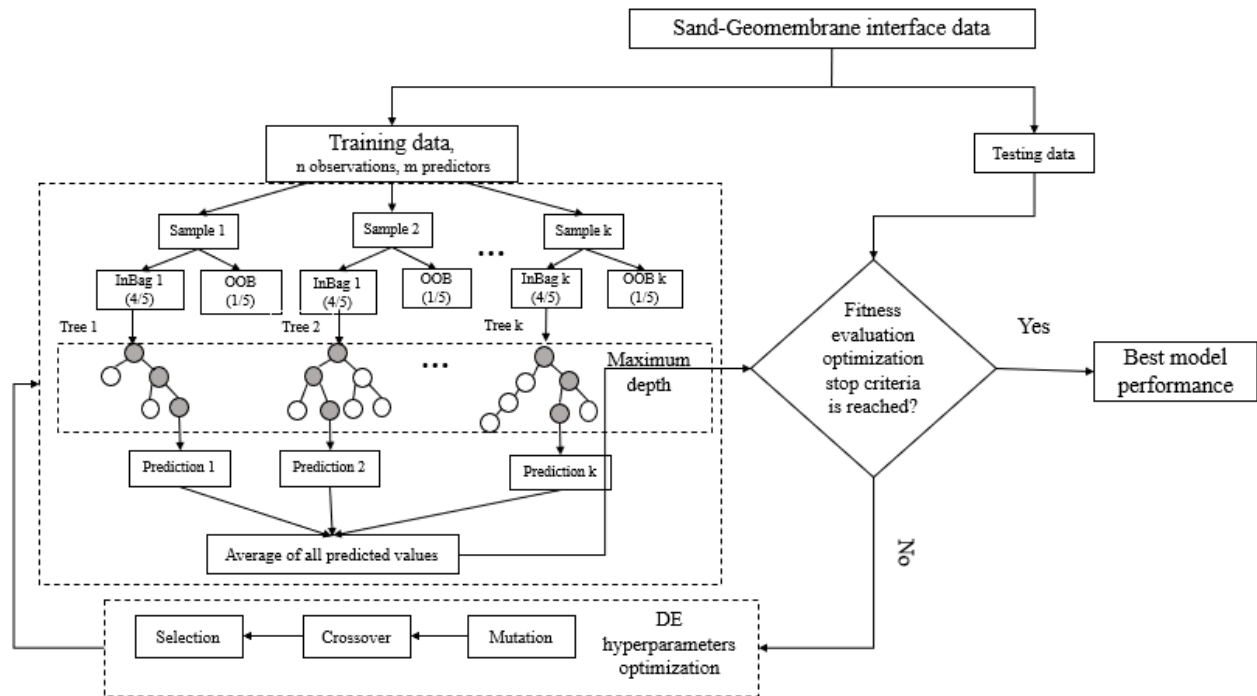 Sand-Geomembrane interface data
Training data,
n observations, m predictors
Testing data
Sample 1
Sample 2
...
Sample k
InBag 1
(4/5)
OOB
(1/5)
InBag 1
(4/5)
OOB
(1/5)
InBag k
(4/5)
OOB k
(1/5)
Tree 1
Tree 2
Tree k
...
Maximum
depth
Prediction 1
Prediction 2
Prediction k
Average of all predicted values
Fitness
evaluation
optimization
stop criteria
is reached?
Yes
Best model
performance
No
Selection
Crossover
Mutation
DE
hyperparameters
optimization